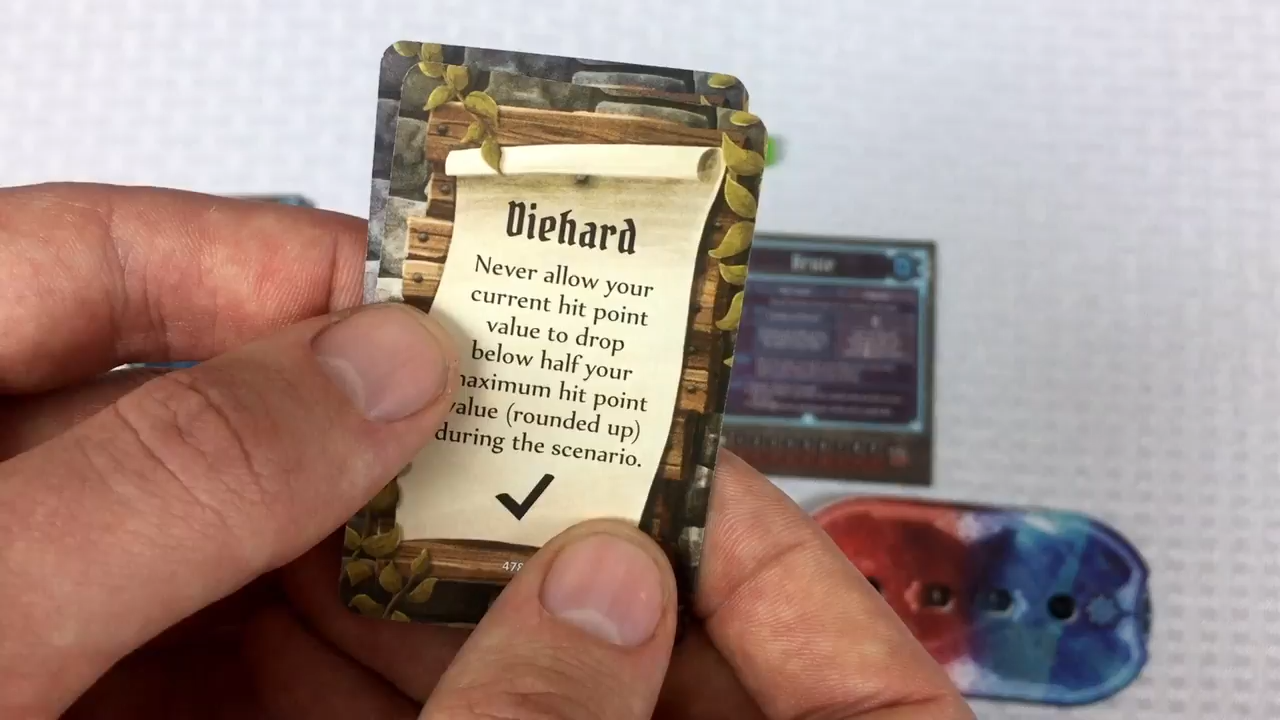 Diehard
Never allow your
current hit point
value to drop
below half your
maximum hit point
value (rounded up)
during the scenario.
478
Brute